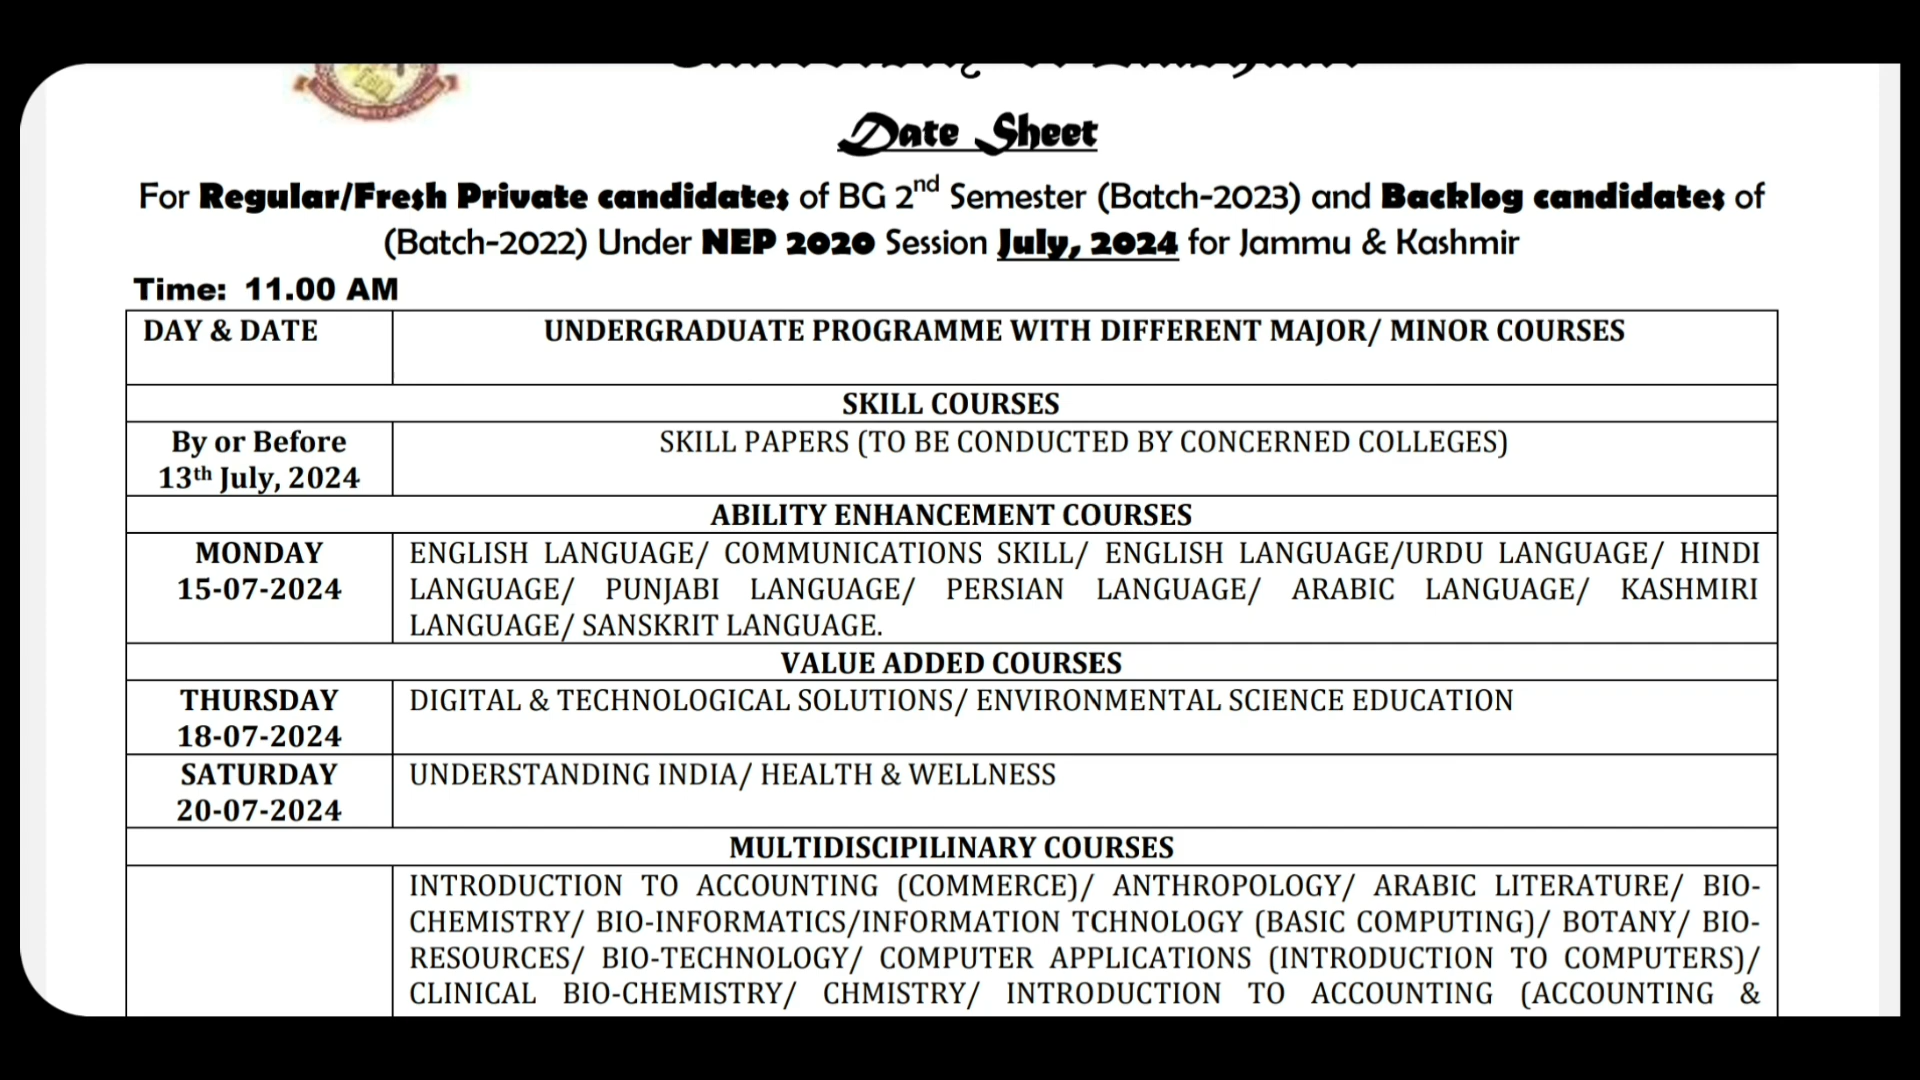 Date Sheet
For Regular/Fresh Private candidates of BG 2nd Semester (Batch-2023) and Backlog candidates of
(Batch-2022) Under NEP 2020 Session July, 2024 for Jammu & Kashmir
Time: 11.00 AM
DAY & DATE
UNDERGRADUATE PROGRAMME WITH DIFFERENT MAJOR/ MINOR COURSES
SKILL COURSES
By or Before
13th July, 2024
SKILL PAPERS (TO BE CONDUCTED BY CONCERNED COLLEGES)
ABILITY ENHANCEMENT COURSES
MONDAY
15-07-2024
ENGLISH LANGUAGE/ COMMUNICATIONS SKILL/ ENGLISH LANGUAGE/URDU LANGUAGE/ HINDI
LANGUAGE/ PUNJABI LANGUAGE/ PERSIAN LANGUAGE/ ARABIC LANGUAGE/ KASHMIRI
LANGUAGE/ SANSKRIT LANGUAGE.
VALUE ADDED COURSES
THURSDAY
18-07-2024
DIGITAL & TECHNOLOGICAL SOLUTIONS/ ENVIRONMENTAL SCIENCE EDUCATION
SATURDAY
20-07-2024
UNDERSTANDING INDIA/ HEALTH & WELLNESS
MULTIDISCIPILINARY COURSES
INTRODUCTION TO ACCOUNTING (COMMERCE)/ ANTHROPOLOGY/ ARABIC LITERATURE/ BIO-
CHEMISTRY/ BIO-INFORMATICS/INFORMATION TCHNOLOGY (BASIC COMPUTING)/ BOTANY/ BIO-
RESOURCES/ BIO-TECHNOLOGY/ COMPUTER APPLICATIONS (INTRODUCTION TO COMPUTERS)/
CLINICAL BIO-CHEMISTRY/ CHMISTRY/ INTRODUCTION TO ACCOUNTING (ACCOUNTING &